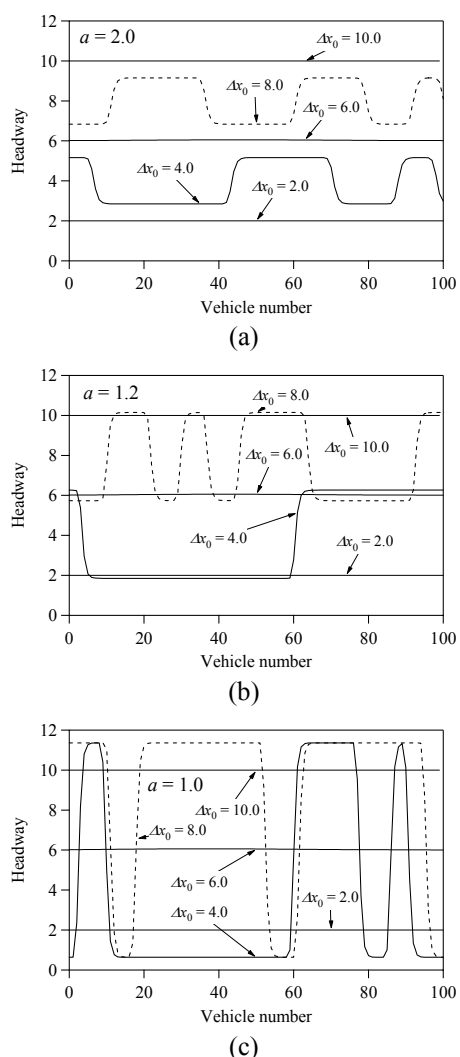 a = 2.0
Δx₀ = 10.0
Δx₀ = 8.0
Δx₀ = 6.0
Δx₀ = 4.0
Δx₀ = 2.0
Headway
12
10
8
6
4
2
0
0 20 40 60 80 100
Vehicle number
(a)
a = 1.2
Δx₀ = 8.0
Δx₀ = 10.0
Δx₀ = 6.0
Δx₀ = 4.0
Δx₀ = 2.0
Headway
12
10
8
6
4
2
0
0 20 40 60 80 100
Vehicle number
(b)
a = 1.0
Δx₀ = 10.0
Δx₀ = 8.0
Δx₀ = 6.0
Δx₀ = 2.0
Δx₀ = 4.0
Headway
12
10
8
6
4
2
0
0 20 40 60 80 100
Vehicle number
(c)